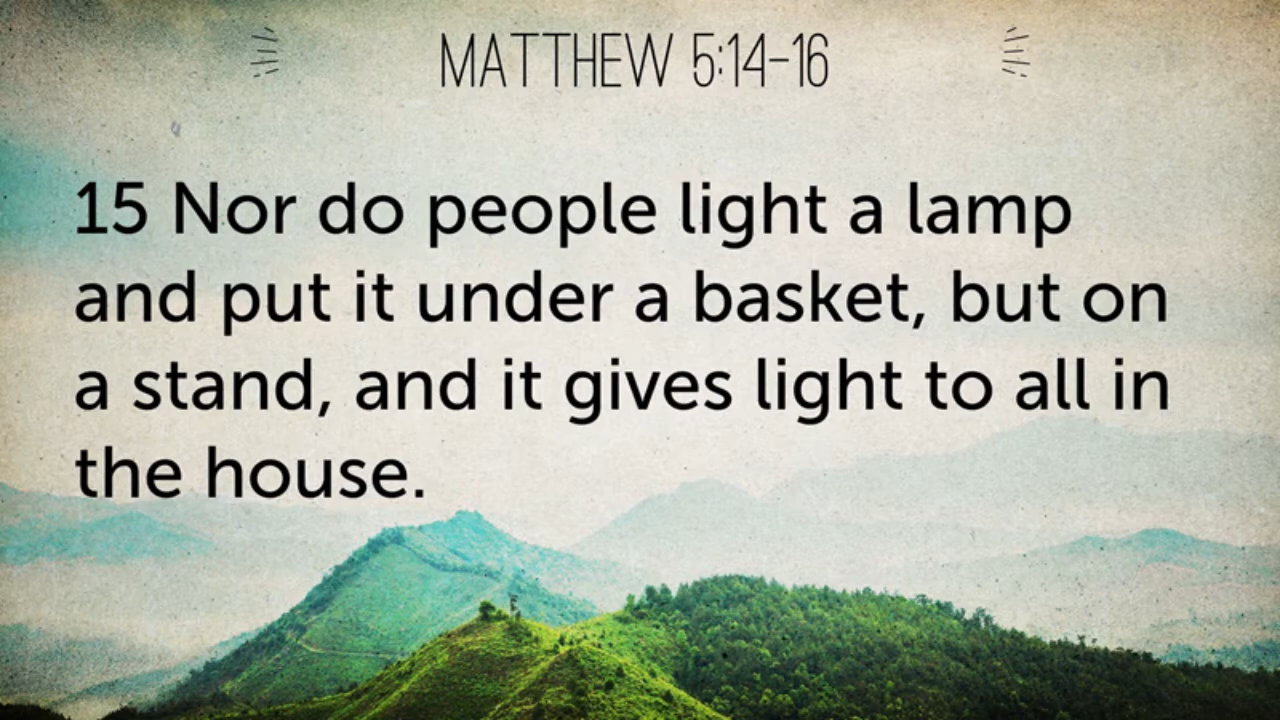 MATTHEW 5:14-16
15 Nor do people light a lamp
and put it under a basket, but on
a stand, and it gives light to all in
the house.